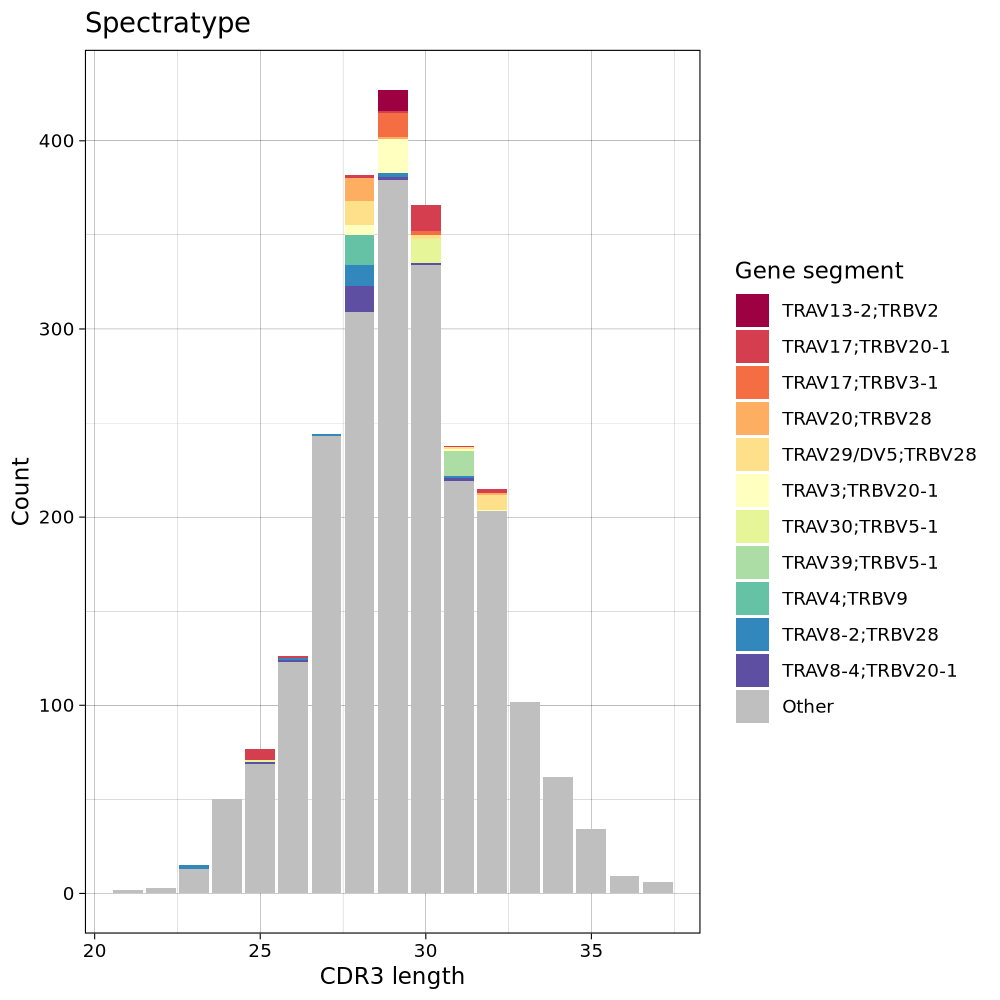 Spectratype
Count
400
300
200
100
0
20
25
30
35
CDR3 length
Gene segment
TRAV13-2;TRBV2
TRAV17;TRBV20-1
TRAV17;TRBV3-1
TRAV20;TRBV28
TRAV29/DV5;TRBV28
TRAV3;TRBV20-1
TRAV30;TRBV5-1
TRAV39;TRBV5-1
TRAV4;TRBV9
TRAV8-2;TRBV28
TRAV8-4;TRBV20-1
Other